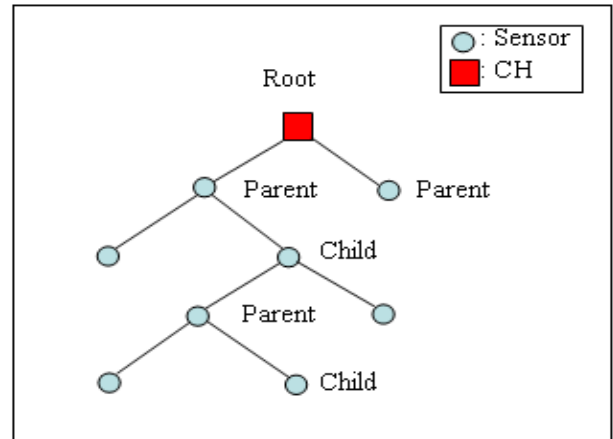 : Sensor
: CH
Root
Parent
Parent
Child
Parent
Child